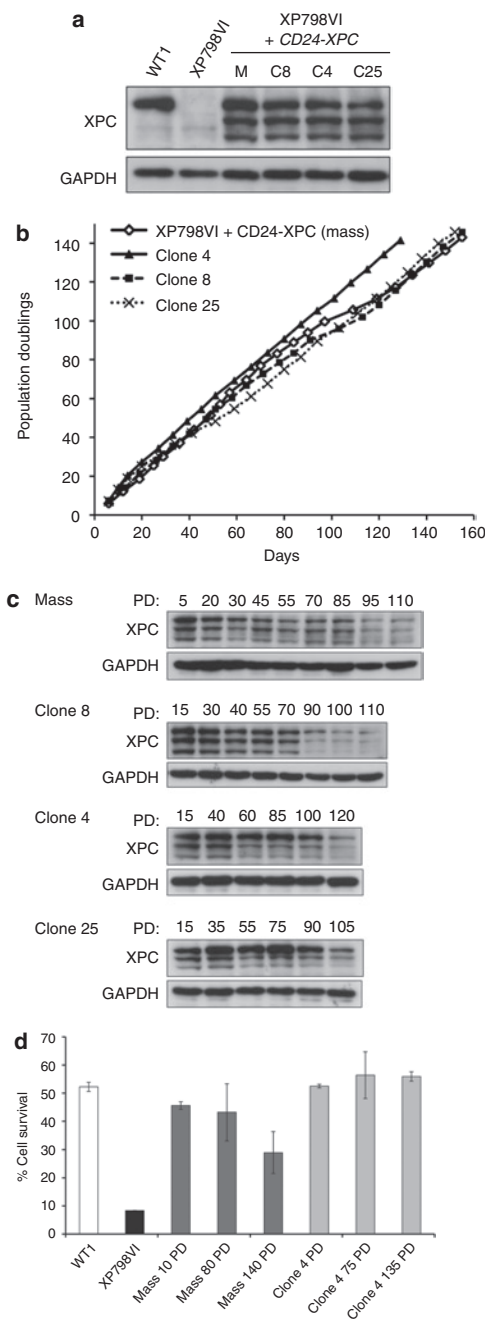 a
XP798VI
+ CD24-XPC
WT1
XP798VI
M C8 C4 C25
XPC
GAPDH
b
Population doublings
140
120
100
80
60
40
20
0
XP798VI + CD24-XPC (mass)
Clone 4
Clone 8
Clone 25
0 20 40 60 80 100 120 140 160
Days
c
Mass PD: 5 20 30 45 55 70 85 95 110
XPC
GAPDH
Clone 8 PD: 15 30 40 55 70 90 100 110
XPC
GAPDH
Clone 4 PD: 15 40 60 85 100 120
XPC
GAPDH
Clone 25 PD: 15 35 55 75 90 105
XPC
GAPDH
d
% Cell survival
70
60
50
40
30
20
10
0
WT1
XP798VI
Mass 10 PD
Mass 80 PD
Mass 140 PD
Clone 4 PD
Clone 4 75 PD
Clone 4 135 PD